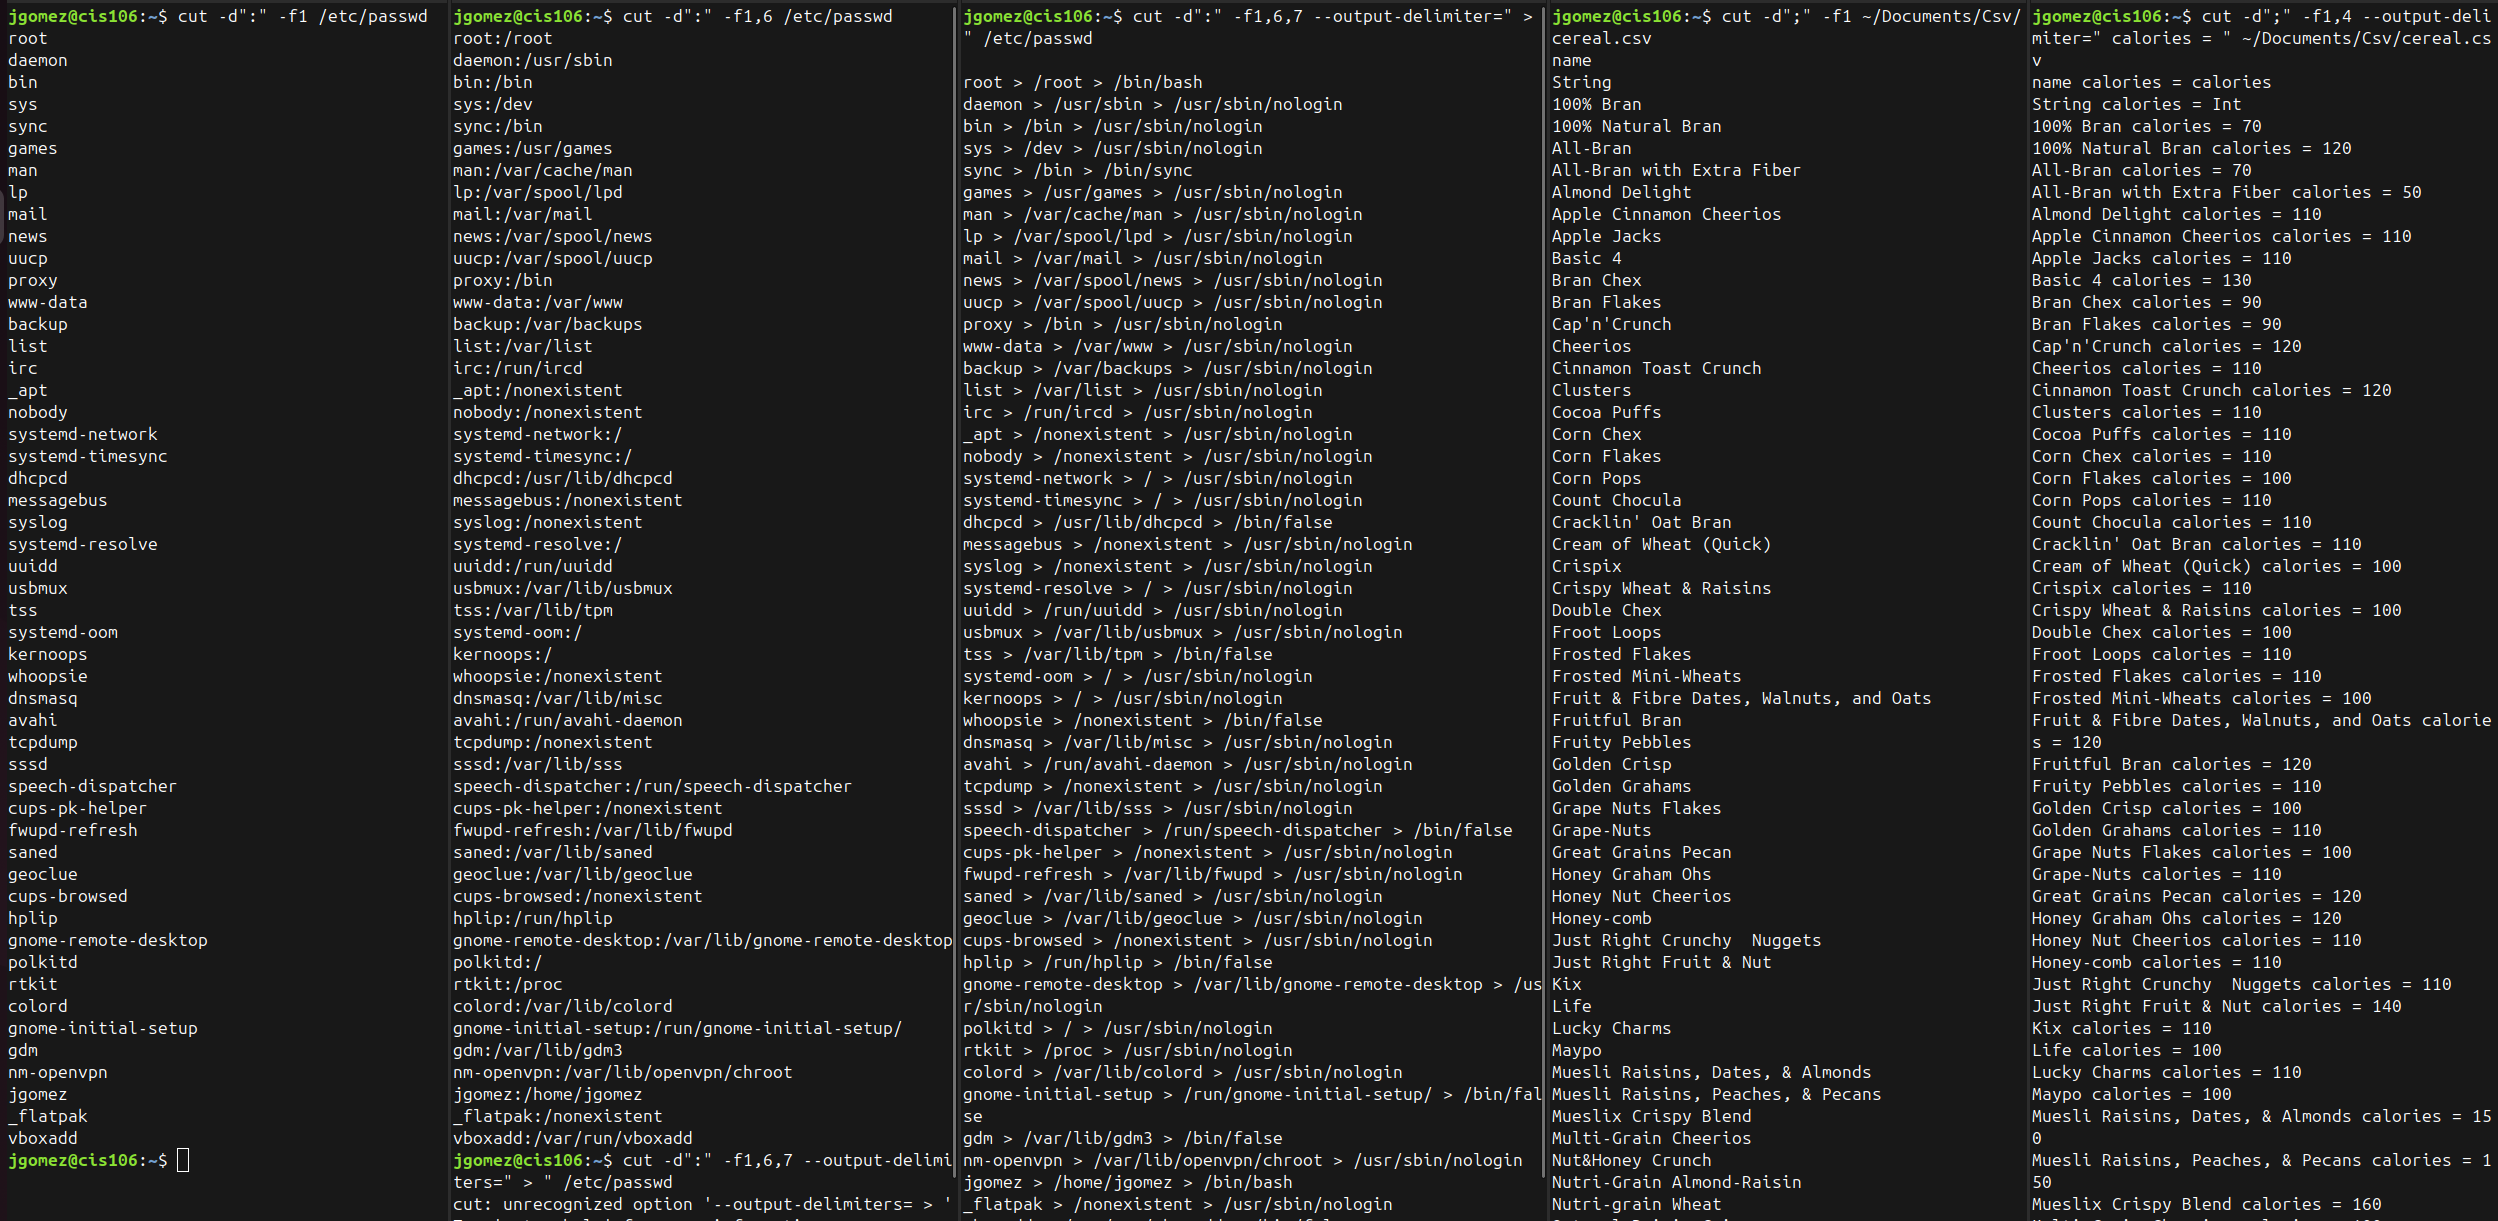 jgomez@cis106:~$ cut -d":" -f1 /etc/passwd
root
daemon
bin
sys
sync
games
man
lp
mail
news
uucp
proxy
www-data
backup
list
irc
_apt
nobody
systemd-network
systemd-timesync
dhcpcd
messagebus
syslog
systemd-resolve
uuidd
usbmux
tss
systemd-oom
kernoops
whoopsie
dnsmasq
avahi
tcpdump
sssd
speech-dispatcher
cups-pk-helper
fwupd-refresh
saned
geoclue
cups-browsed
hplip
gnome-remote-desktop
polkitd
rtkit
colord
gnome-initial-setup
gdm
nm-openvpn
jgomez
_flatpak
vboxadd
jgomez@cis106:~$
jgomez@cis106:~$ cut -d":" -f1,6 /etc/passwd
root:/root
daemon:/usr/sbin
bin:/bin
sys:/dev
sync:/bin
games:/usr/games
man:/var/cache/man
lp:/var/spool/lpd
mail:/var/mail
news:/var/spool/news
uucp:/var/spool/uucp
proxy:/bin
www-data:/var/www
backup:/var/backups
list:/var/list
irc:/run/ircd
_apt:/nonexistent
nobody:/nonexistent
systemd-network:/
systemd-timesync:/
dhcpcd:/usr/lib/dhcpcd
messagebus:/nonexistent
syslog:/nonexistent
systemd-resolve:/
uuidd:/run/uuidd
usbmux:/var/lib/usbmux
tss:/var/lib/tpm
systemd-oom:/
kernoops:/
whoopsie:/nonexistent
dnsmasq:/var/lib/misc
avahi:/run/avahi-daemon
tcpdump:/nonexistent
sssd:/var/lib/sss
speech-dispatcher:/run/speech-dispatcher
cups-pk-helper:/nonexistent
fwupd-refresh:/var/lib/fwupd
saned:/var/lib/saned
geoclue:/var/lib/geoclue
cups-browsed:/nonexistent
hplip:/run/hplip
gnome-remote-desktop:/var/lib/gnome-remote-desktop
polkitd:/
rtkit:/proc
colord:/var/lib/colord
gnome-initial-setup:/run/gnome-initial-setup/
gdm:/var/lib/gdm3
nm-openvpn:/var/lib/openvpn/chroot
jgomez:/home/jgomez
_flatpak:/nonexistent
vboxadd:/var/run/vboxadd
jgomez@cis106:~$ cut -d":" -f1,6,7 --output-delimi
ters=" > " /etc/passwd
cut: unrecognized option '--output-delimiters= > '
jgomez@cis106:~$ cut -d":" -f1,6,7 --output-delimiter=" >
" /etc/passwd
root > /root > /bin/bash
daemon > /usr/sbin > /usr/sbin/nologin
bin > /bin > /usr/sbin/nologin
sys > /dev > /usr/sbin/nologin
sync > /bin > /bin/sync
games > /usr/games > /usr/sbin/nologin
man > /var/cache/man > /usr/sbin/nologin
lp > /var/spool/lpd > /usr/sbin/nologin
mail > /var/mail > /usr/sbin/nologin
news > /var/spool/news > /usr/sbin/nologin
uucp > /var/spool/uucp > /usr/sbin/nologin
proxy > /bin > /usr/sbin/nologin
www-data > /var/www > /usr/sbin/nologin
backup > /var/backups > /usr/sbin/nologin
list > /var/list > /usr/sbin/nologin
irc > /run/ircd > /usr/sbin/nologin
_apt > /nonexistent > /usr/sbin/nologin
nobody > /nonexistent > /usr/sbin/nologin
systemd-network > / > /usr/sbin/nologin
systemd-timesync > / > /usr/sbin/nologin
dhcpcd > /usr/lib/dhcpcd > /bin/false
messagebus > /nonexistent > /usr/sbin/nologin
syslog > /nonexistent > /usr/sbin/nologin
systemd-resolve > / > /usr/sbin/nologin
uuidd > /run/uuidd > /usr/sbin/nologin
usbmux > /var/lib/usbmux > /usr/sbin/nologin
tss > /var/lib/tpm > /bin/false
systemd-oom > / > /usr/sbin/nologin
kernoops > / > /usr/sbin/nologin
whoopsie > /nonexistent > /bin/false
dnsmasq > /var/lib/misc > /usr/sbin/nologin
avahi > /run/avahi-daemon > /usr/sbin/nologin
tcpdump > /nonexistent > /usr/sbin/nologin
sssd > /var/lib/sss > /usr/sbin/nologin
speech-dispatcher > /run/speech-dispatcher > /bin/false
cups-pk-helper > /nonexistent > /usr/sbin/nologin
fwupd-refresh > /var/lib/fwupd > /usr/sbin/nologin
saned > /var/lib/saned > /usr/sbin/nologin
geoclue > /var/lib/geoclue > /usr/sbin/nologin
cups-browsed > /nonexistent > /usr/sbin/nologin
hplip > /run/hplip > /bin/false
gnome-remote-desktop > /var/lib/gnome-remote-desktop > /us
r/sbin/nologin
polkitd > / > /usr/sbin/nologin
rtkit > /proc > /usr/sbin/nologin
colord > /var/lib/colord > /usr/sbin/nologin
gnome-initial-setup > /run/gnome-initial-setup/ > /bin/fal
se
gdm > /var/lib/gdm3 > /bin/false
nm-openvpn > /var/lib/openvpn/chroot > /usr/sbin/nologin
jgomez > /home/jgomez > /bin/bash
_flatpak > /nonexistent > /usr/sbin/nologin
jgomez@cis106:~$ cut -d";" -f1 ~/Documents/Csv/
cereal.csv
name
String
100% Bran
100% Natural Bran
All-Bran
All-Bran with Extra Fiber
Almond Delight
Apple Cinnamon Cheerios
Apple Jacks
Basic 4
Bran Chex
Bran Flakes
Cap'n'Crunch
Cheerios
Cinnamon Toast Crunch
Clusters
Cocoa Puffs
Corn Chex
Corn Flakes
Corn Pops
Count Chocula
Cracklin' Oat Bran
Cream of Wheat (Quick)
Crispix
Crispy Wheat & Raisins
Double Chex
Froot Loops
Frosted Flakes
Frosted Mini-Wheats
Fruit & Fibre Dates, Walnuts, and Oats
Fruitful Bran
Fruity Pebbles
Golden Crisp
Golden Grahams
Grape Nuts Flakes
Grape-Nuts
Great Grains Pecan
Honey Graham Ohs
Honey Nut Cheerios
Honey-comb
Just Right Crunchy  Nuggets
Just Right Fruit & Nut
Kix
Life
Lucky Charms
Maypo
Muesli Raisins, Dates, & Almonds
Muesli Raisins, Peaches, & Pecans
Mueslix Crispy Blend
Multi-Grain Cheerios
Nut&Honey Crunch
Nutri-Grain Almond-Raisin
Nutri-grain Wheat
jgomez@cis106:~$ cut -d";" -f1,4 --output-deli
miter=" calories = " ~/Documents/Csv/cereal.cs
v
name calories = calories
String calories = Int
100% Bran calories = 70
100% Natural Bran calories = 120
All-Bran calories = 70
All-Bran with Extra Fiber calories = 50
Almond Delight calories = 110
Apple Cinnamon Cheerios calories = 110
Apple Jacks calories = 110
Basic 4 calories = 130
Bran Chex calories = 90
Bran Flakes calories = 90
Cap'n'Crunch calories = 120
Cheerios calories = 110
Cinnamon Toast Crunch calories = 120
Clusters calories = 110
Cocoa Puffs calories = 110
Corn Chex calories = 110
Corn Flakes calories = 100
Corn Pops calories = 110
Count Chocula calories = 110
Cracklin' Oat Bran calories = 110
Cream of Wheat (Quick) calories = 100
Crispix calories = 110
Crispy Wheat & Raisins calories = 100
Double Chex calories = 100
Froot Loops calories = 110
Frosted Flakes calories = 110
Frosted Mini-Wheats calories = 100
Fruit & Fibre Dates, Walnuts, and Oats calorie
s = 120
Fruitful Bran calories = 120
Fruity Pebbles calories = 110
Golden Crisp calories = 100
Golden Grahams calories = 110
Grape Nuts Flakes calories = 100
Grape-Nuts calories = 110
Great Grains Pecan calories = 120
Honey Graham Ohs calories = 120
Honey Nut Cheerios calories = 110
Honey-comb calories = 110
Just Right Crunchy  Nuggets calories = 110
Just Right Fruit & Nut calories = 140
Kix calories = 110
Life calories = 100
Lucky Charms calories = 110
Maypo calories = 100
Muesli Raisins, Dates, & Almonds calories = 15
0
Muesli Raisins, Peaches, & Pecans calories = 1
50
Mueslix Crispy Blend calories = 160